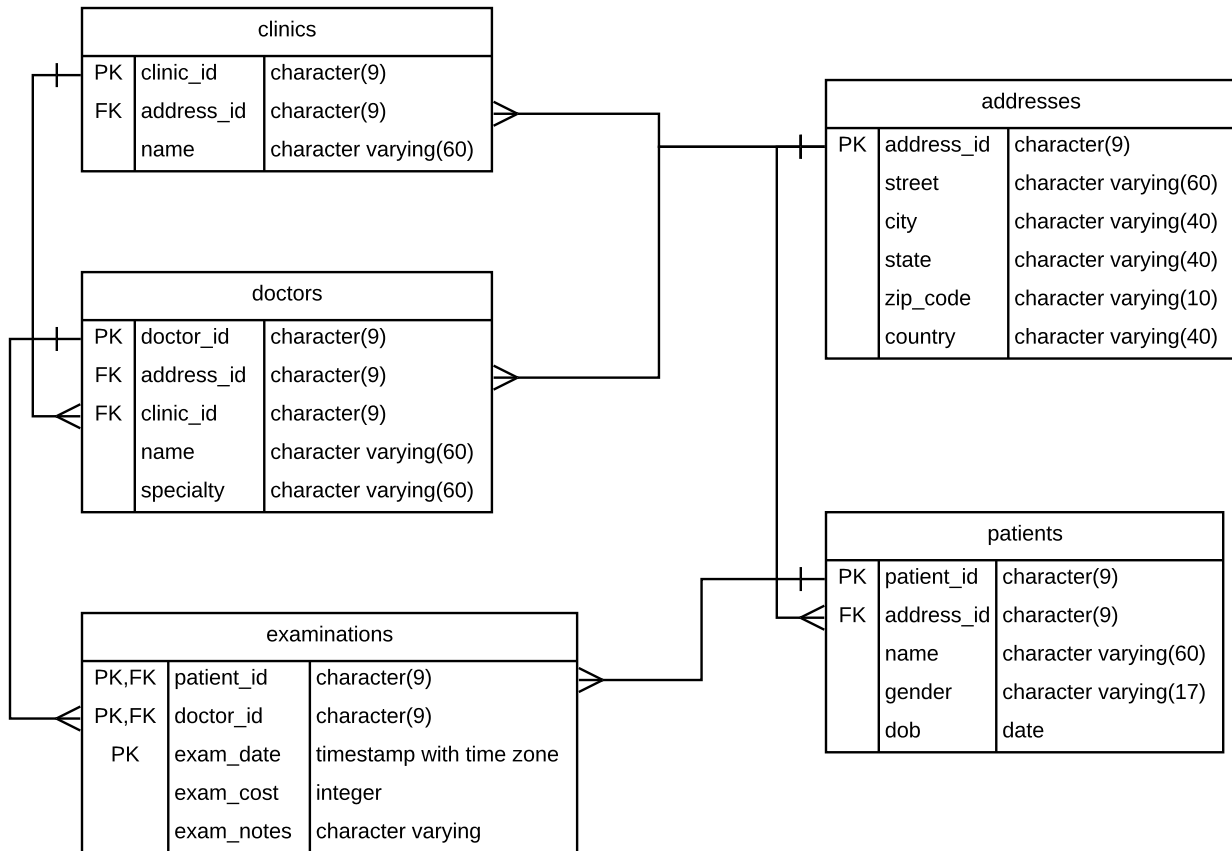 clinics
PK clinic_id character(9)
FK address_id character(9)
name character varying(60)
addresses
PK address_id character(9)
street character varying(60)
city character varying(40)
state character varying(40)
zip_code character varying(10)
country character varying(40)
doctors
PK doctor_id character(9)
FK address_id character(9)
FK clinic_id character(9)
name character varying(60)
specialty character varying(60)
patients
PK patient_id character(9)
FK address_id character(9)
name character varying(60)
gender character varying(17)
dob date
examinations
PK,FK patient_id character(9)
PK,FK doctor_id character(9)
PK exam_date timestamp with time zone
exam_cost integer
exam_notes character varying